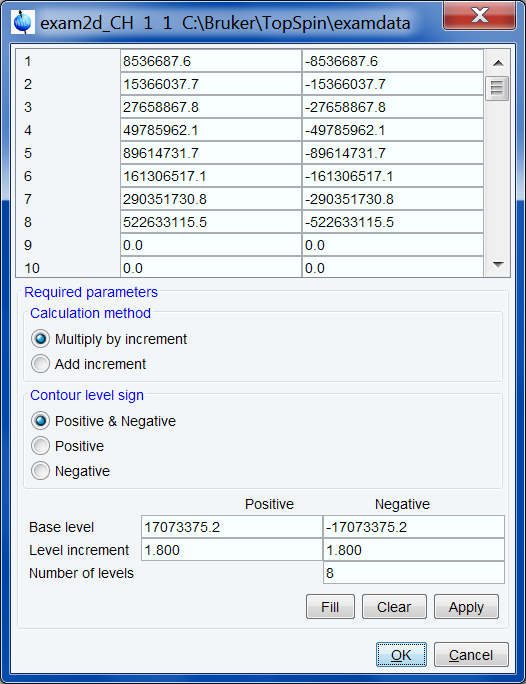 exam2d_CH 1 1 C:\Bruker\TopSpin\examdata
1 8536687.6 -8536687.6
2 15366037.7 -15366037.7
3 27658867.8 -27658867.8
4 49785962.1 -49785962.1
5 89614731.7 -89614731.7
6 161306517.1 -161306517.1
7 290351730.8 -290351730.8
8 522633115.5 -522633115.5
9 0.0 0.0
10 0.0 0.0
Required parameters
Calculation method
Multiply by increment
Add increment
Contour level sign
Positive & Negative
Positive
Negative
Positive Negative
Base level 17073375.2 -17073375.2
Level increment 1.800 1.800
Number of levels 8
Fill Clear Apply
OK Cancel